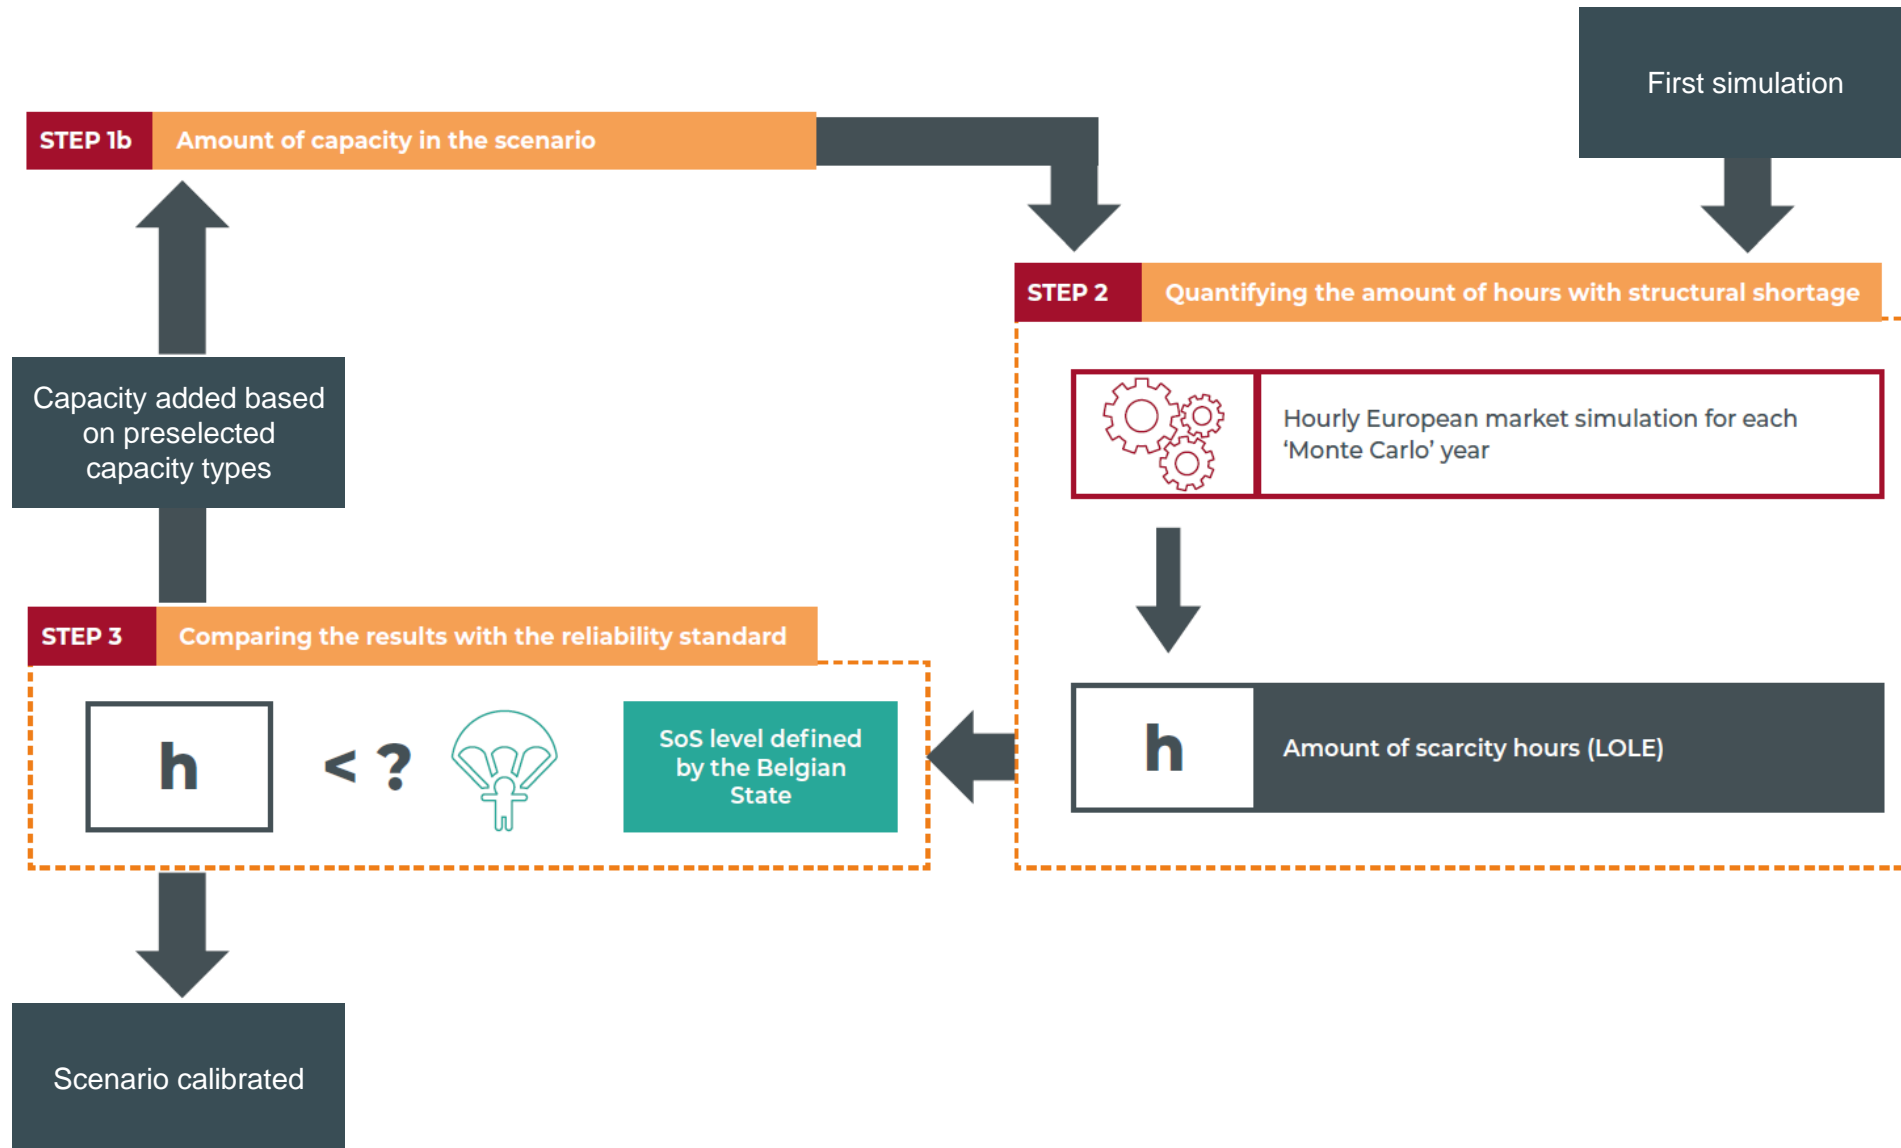 First simulation
STEP 1b
Amount of capacity in the scenario
STEP 2
Quantifying the amount of hours with structural shortage
Hourly European market simulation for each
‘Monte Carlo’ year
Capacity added based
on preselected
capacity types
STEP 3
Comparing the results with the reliability standard
h
< ?
SoS level defined
by the Belgian
State
h
Amount of scarcity hours (LOLE)
Scenario calibrated